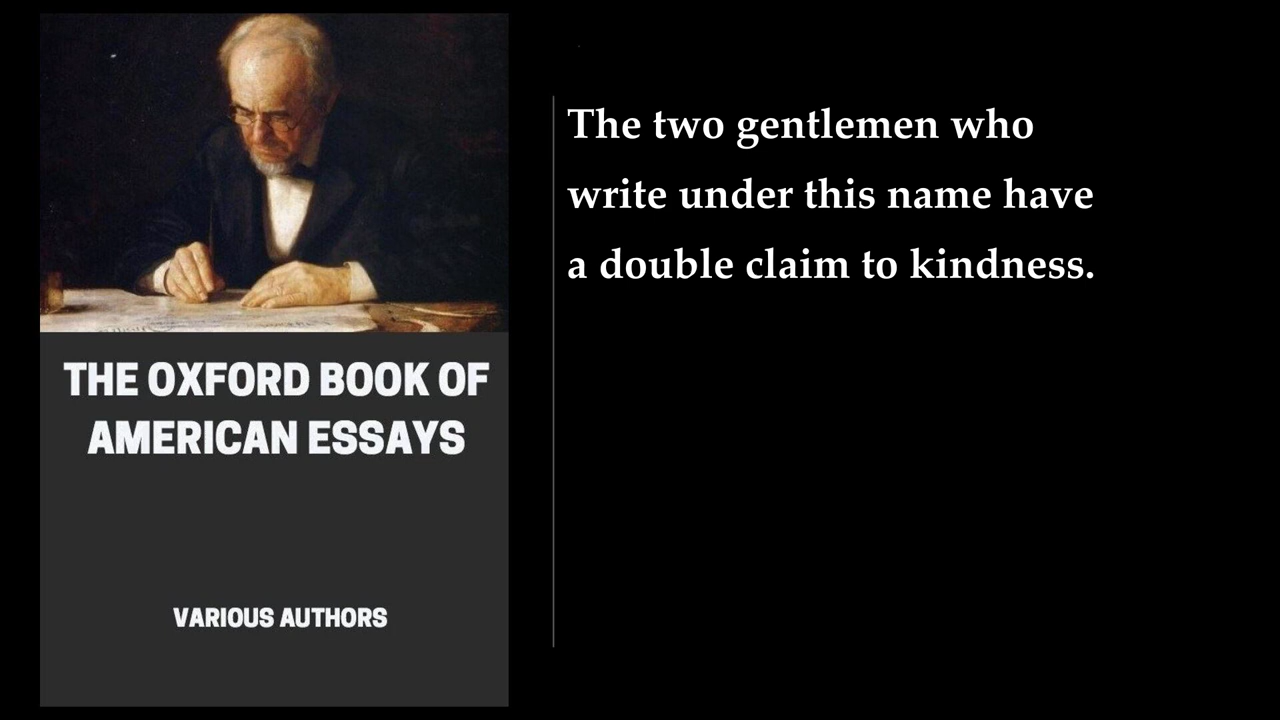 THE OXFORD BOOK OF
AMERICAN ESSAYS
VARIOUS AUTHORS
The two gentlemen who
write under this name have
a double claim to kindness.